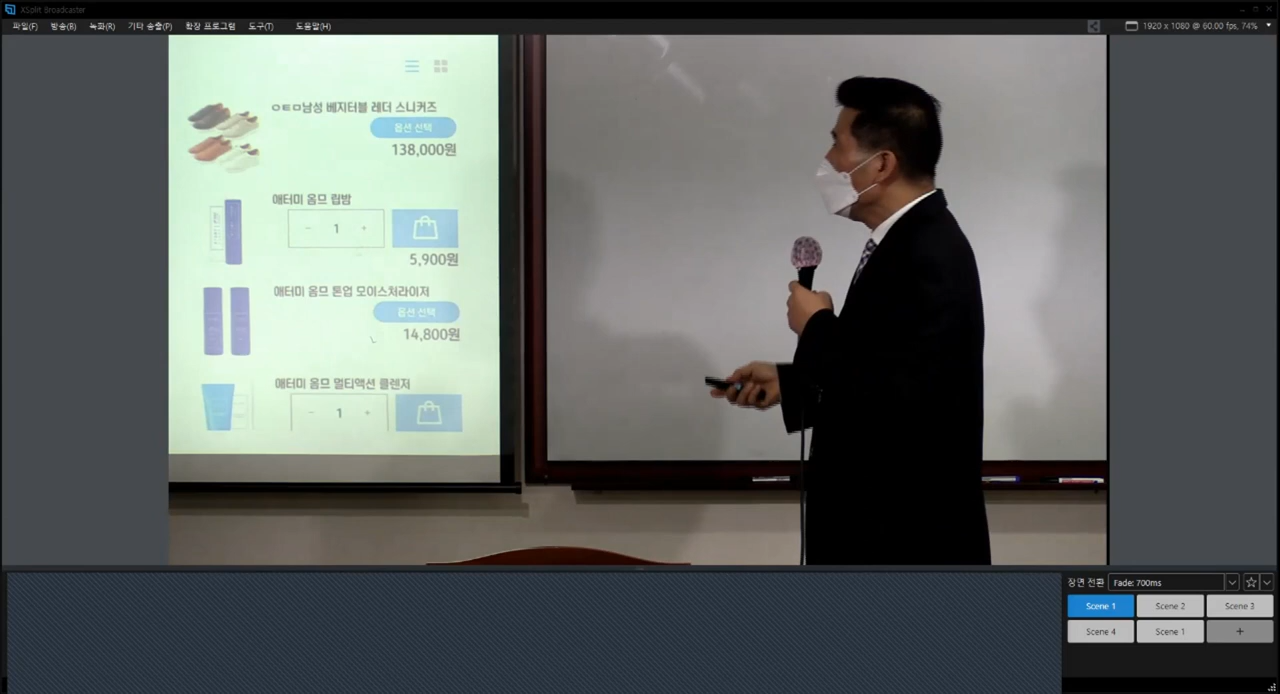 XSplit Broadcaster
파일(F) 방송(B) 녹화(R) 기타 송출(P) 확장 프로그램 도구(T) 도움말(H)
1920 x 1080 @ 60.00 fps, 74%
ㅇㅌㅁ남성 베지터블 레더 스니커즈
옵션 선택
138,000원
애터미 옴므 립밤
- 1 +
5,900원
애터미 옴므 톤업 모이스처라이저
옵션 선택
14,800원
애터미 옴므 멀티액션 클렌저
- 1 +
장면 전환 Fade: 700ms
Scene 1 Scene 2 Scene 3
Scene 4 Scene 1 +